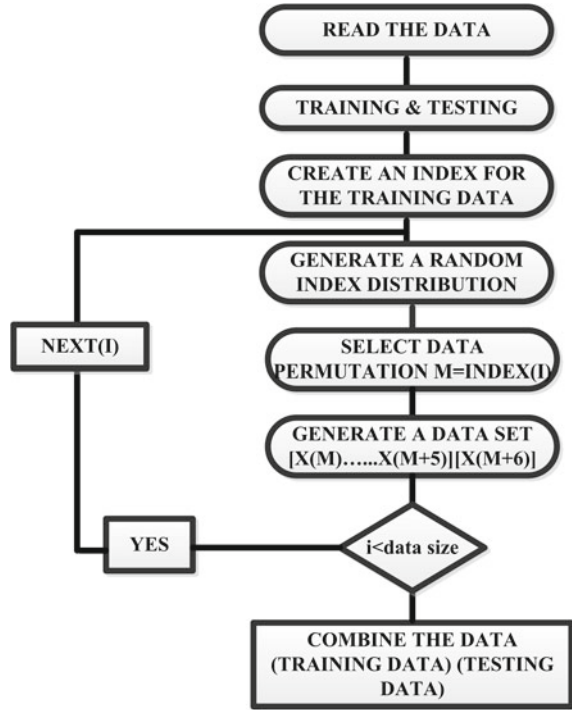 READ THE DATA
TRAINING & TESTING
CREATE AN INDEX FOR
THE TRAINING DATA
GENERATE A RANDOM
INDEX DISTRIBUTION
NEXT(I)
SELECT DATA
PERMUTATION M=INDEX(I)
GENERATE A DATA SET
[X(M)…...X(M+5)][X(M+6)]
YES
i<data size
COMBINE THE DATA
(TRAINING DATA) (TESTING
DATA)